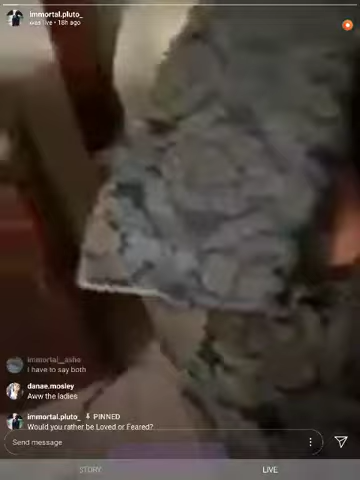 immortal.pluto_
was live • 18h ago
immortal__ashe
I have to say both
danae.mosley
Aww the ladies
immortal.pluto_ PINNED
Would you rather be Loved or Feared?
Send message
STORY LIVE